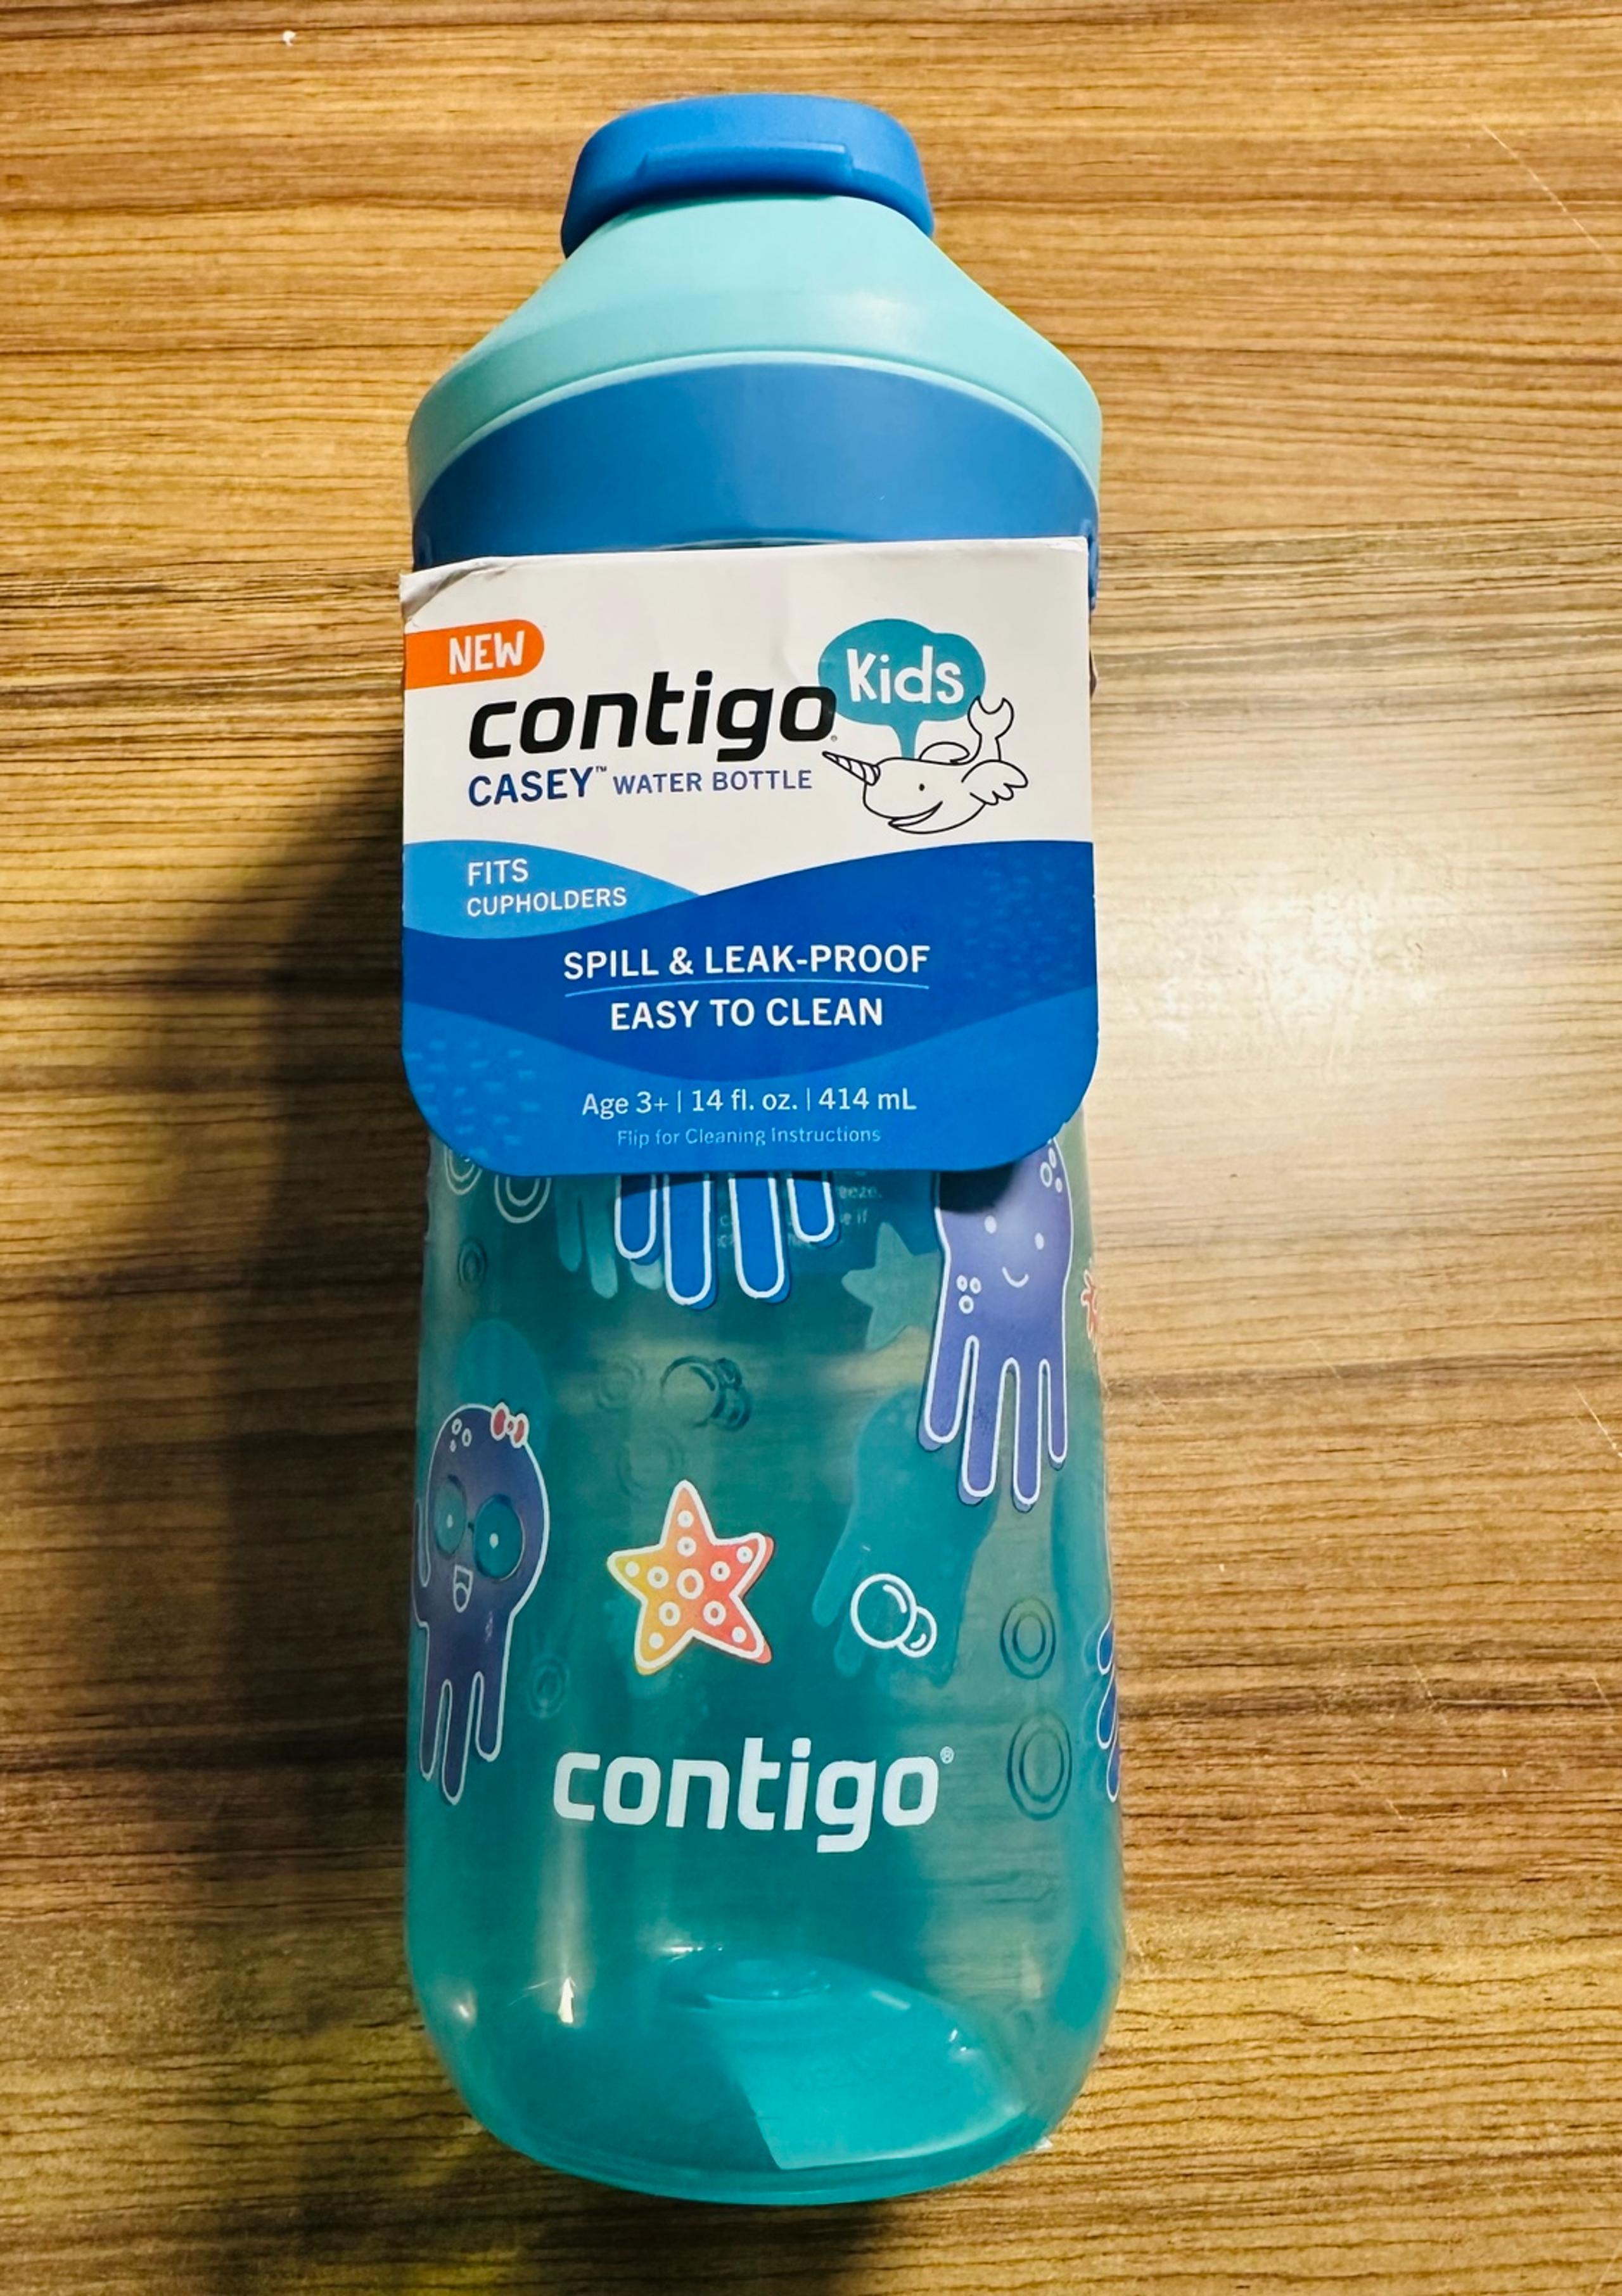 NEW
Kids
contigo®
CASEY™ WATER BOTTLE
FITS
CUPHOLDERS
SPILL & LEAK-PROOF
EASY TO CLEAN
Age 3+ | 14 fl. oz. | 414 mL
Flip for Cleaning Instructions
contigo®